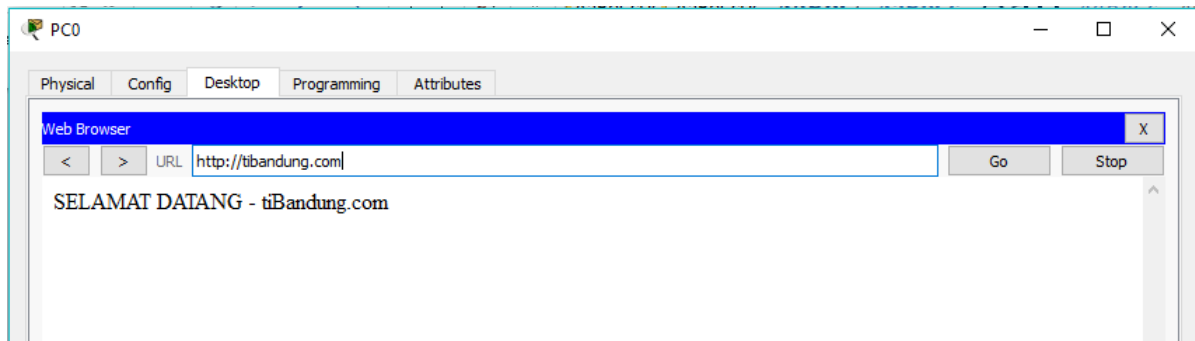 PC0
Physical Config Desktop Programming Attributes
Web Browser X
< > URL http://tibandung.com Go Stop
SELAMAT DATANG - tiBandung.com